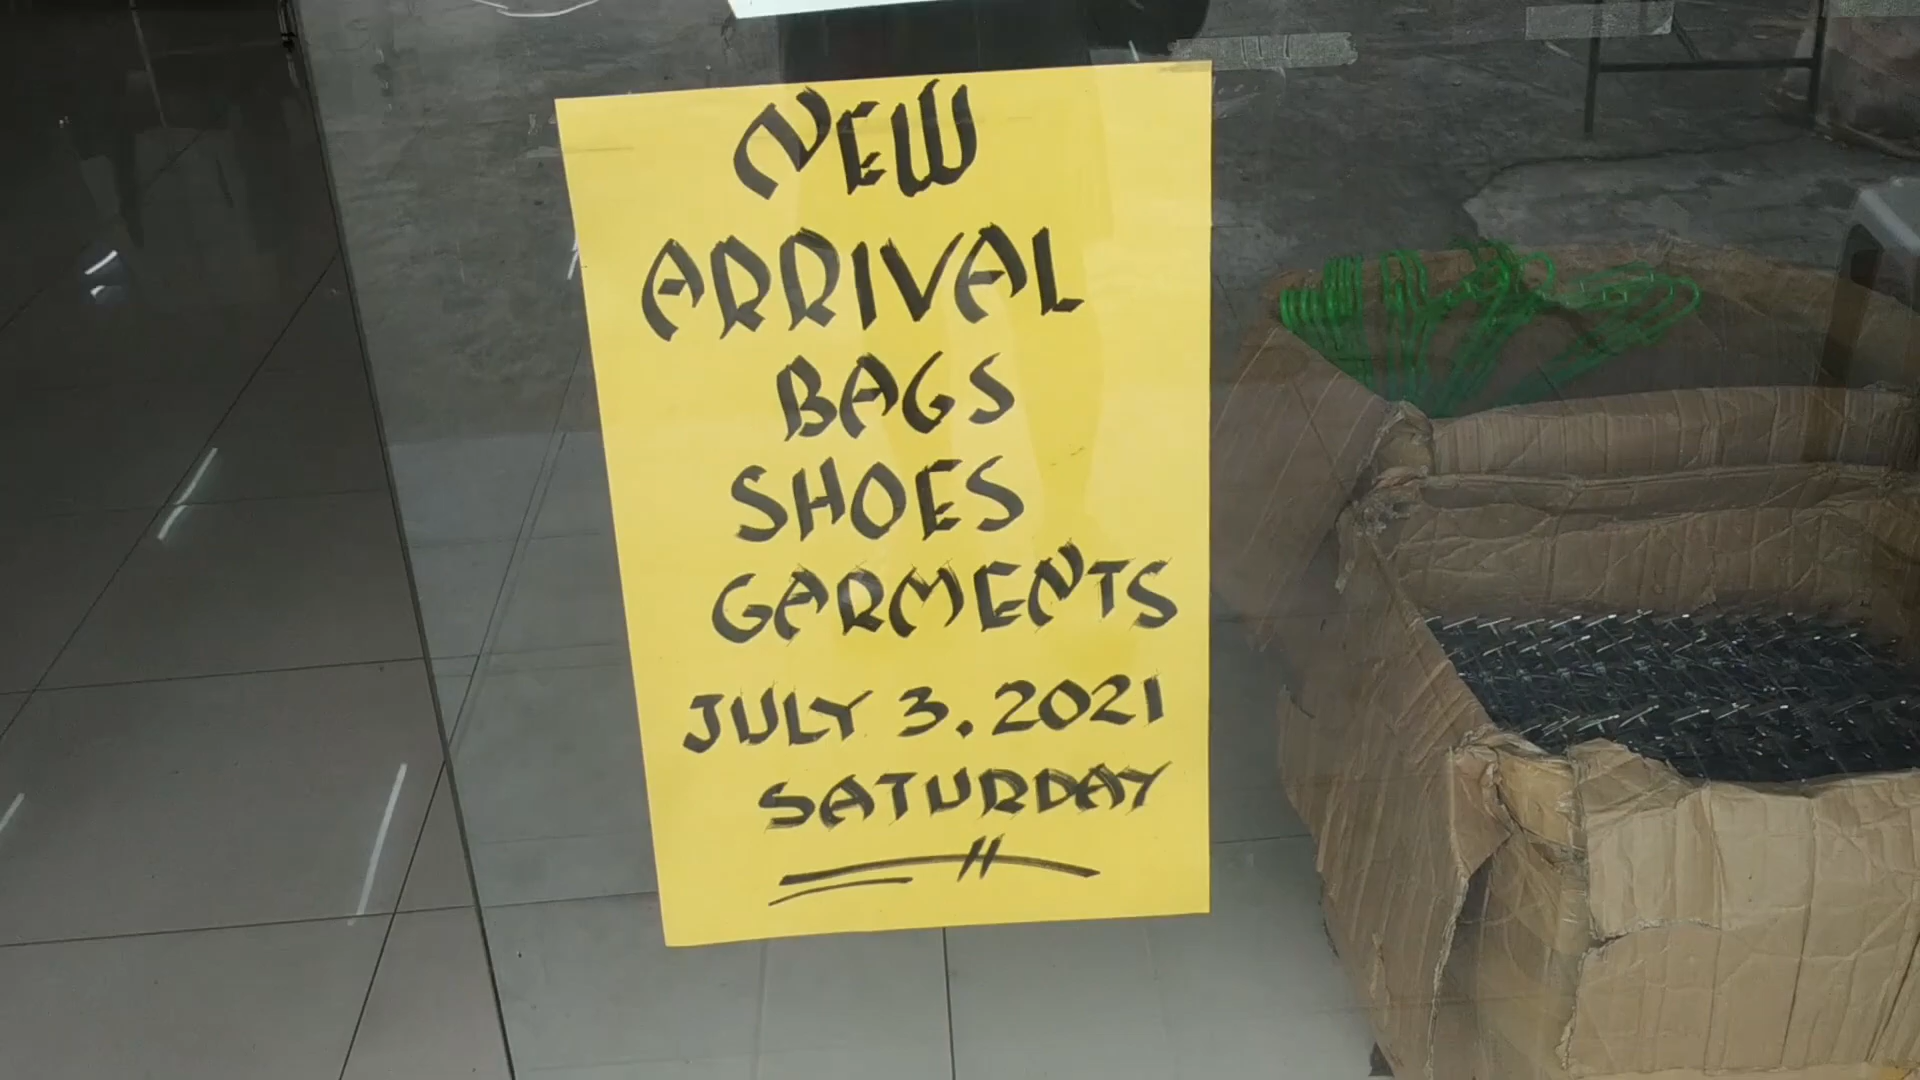 NEW
ARRIVAL
BAGS
SHOES
GARMENTS
JULY 3. 2021
SATURDAY